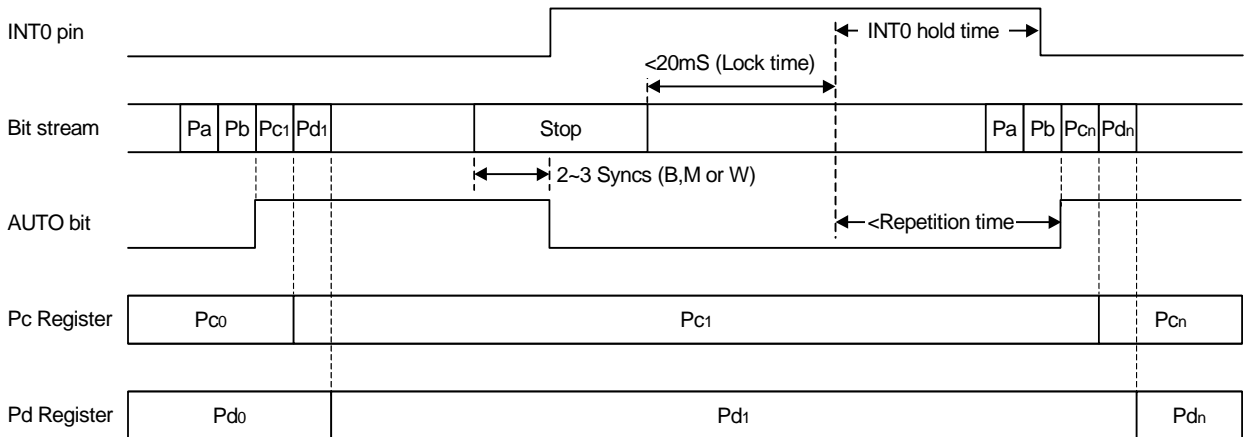 INT0 pin
INT0 hold time
<20mS (Lock time)
Bit stream
Pa Pb Pc1 Pd1 Stop Pa Pb Pcn Pdn
2~3 Syncs (B,M or W)
AUTO bit
<Repetition time
Pc Register Pc0 Pc1 Pcn
Pd Register Pd0 Pd1 Pdn